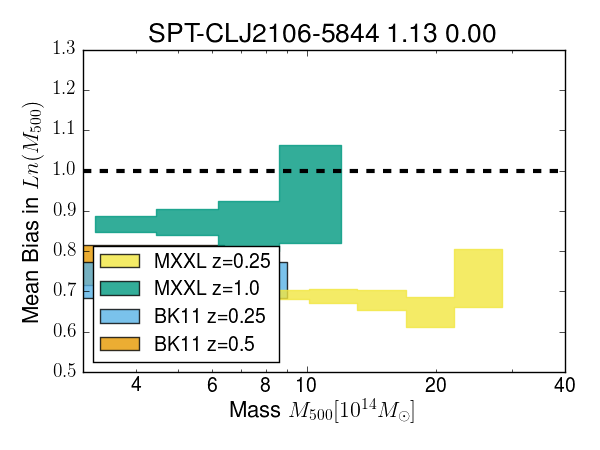 SPT-CLJ2106-5844 1.13 0.00
1.3
1.2
1.1
1.0
0.9
0.8
0.7
0.6
0.5
Mean Bias in Ln(M500)
MXXL z=0.25
MXXL z=1.0
BK11 z=0.25
BK11 z=0.5
4 6 8 10 20 40
Mass M500[10^14 M⊙]